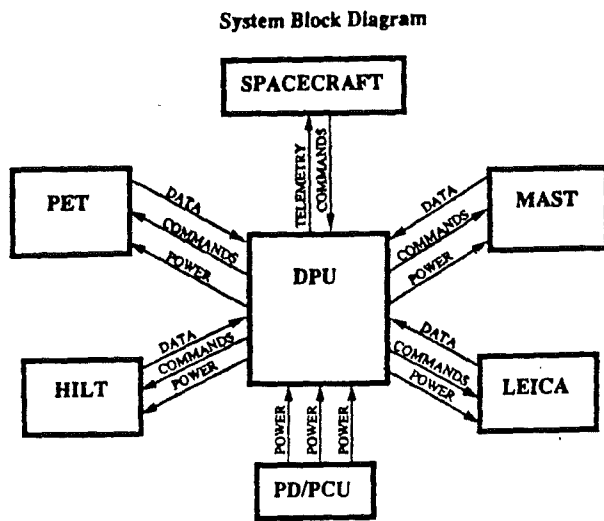 System Block Diagram
SPACECRAFT
TELEMETRY
COMMANDS
PET
DATA
COMMANDS
POWER
MAST
DATA
COMMANDS
POWER
DPU
HILT
DATA
COMMANDS
POWER
LEICA
DATA
COMMANDS
POWER
POWER
POWER
POWER
PD/PCU